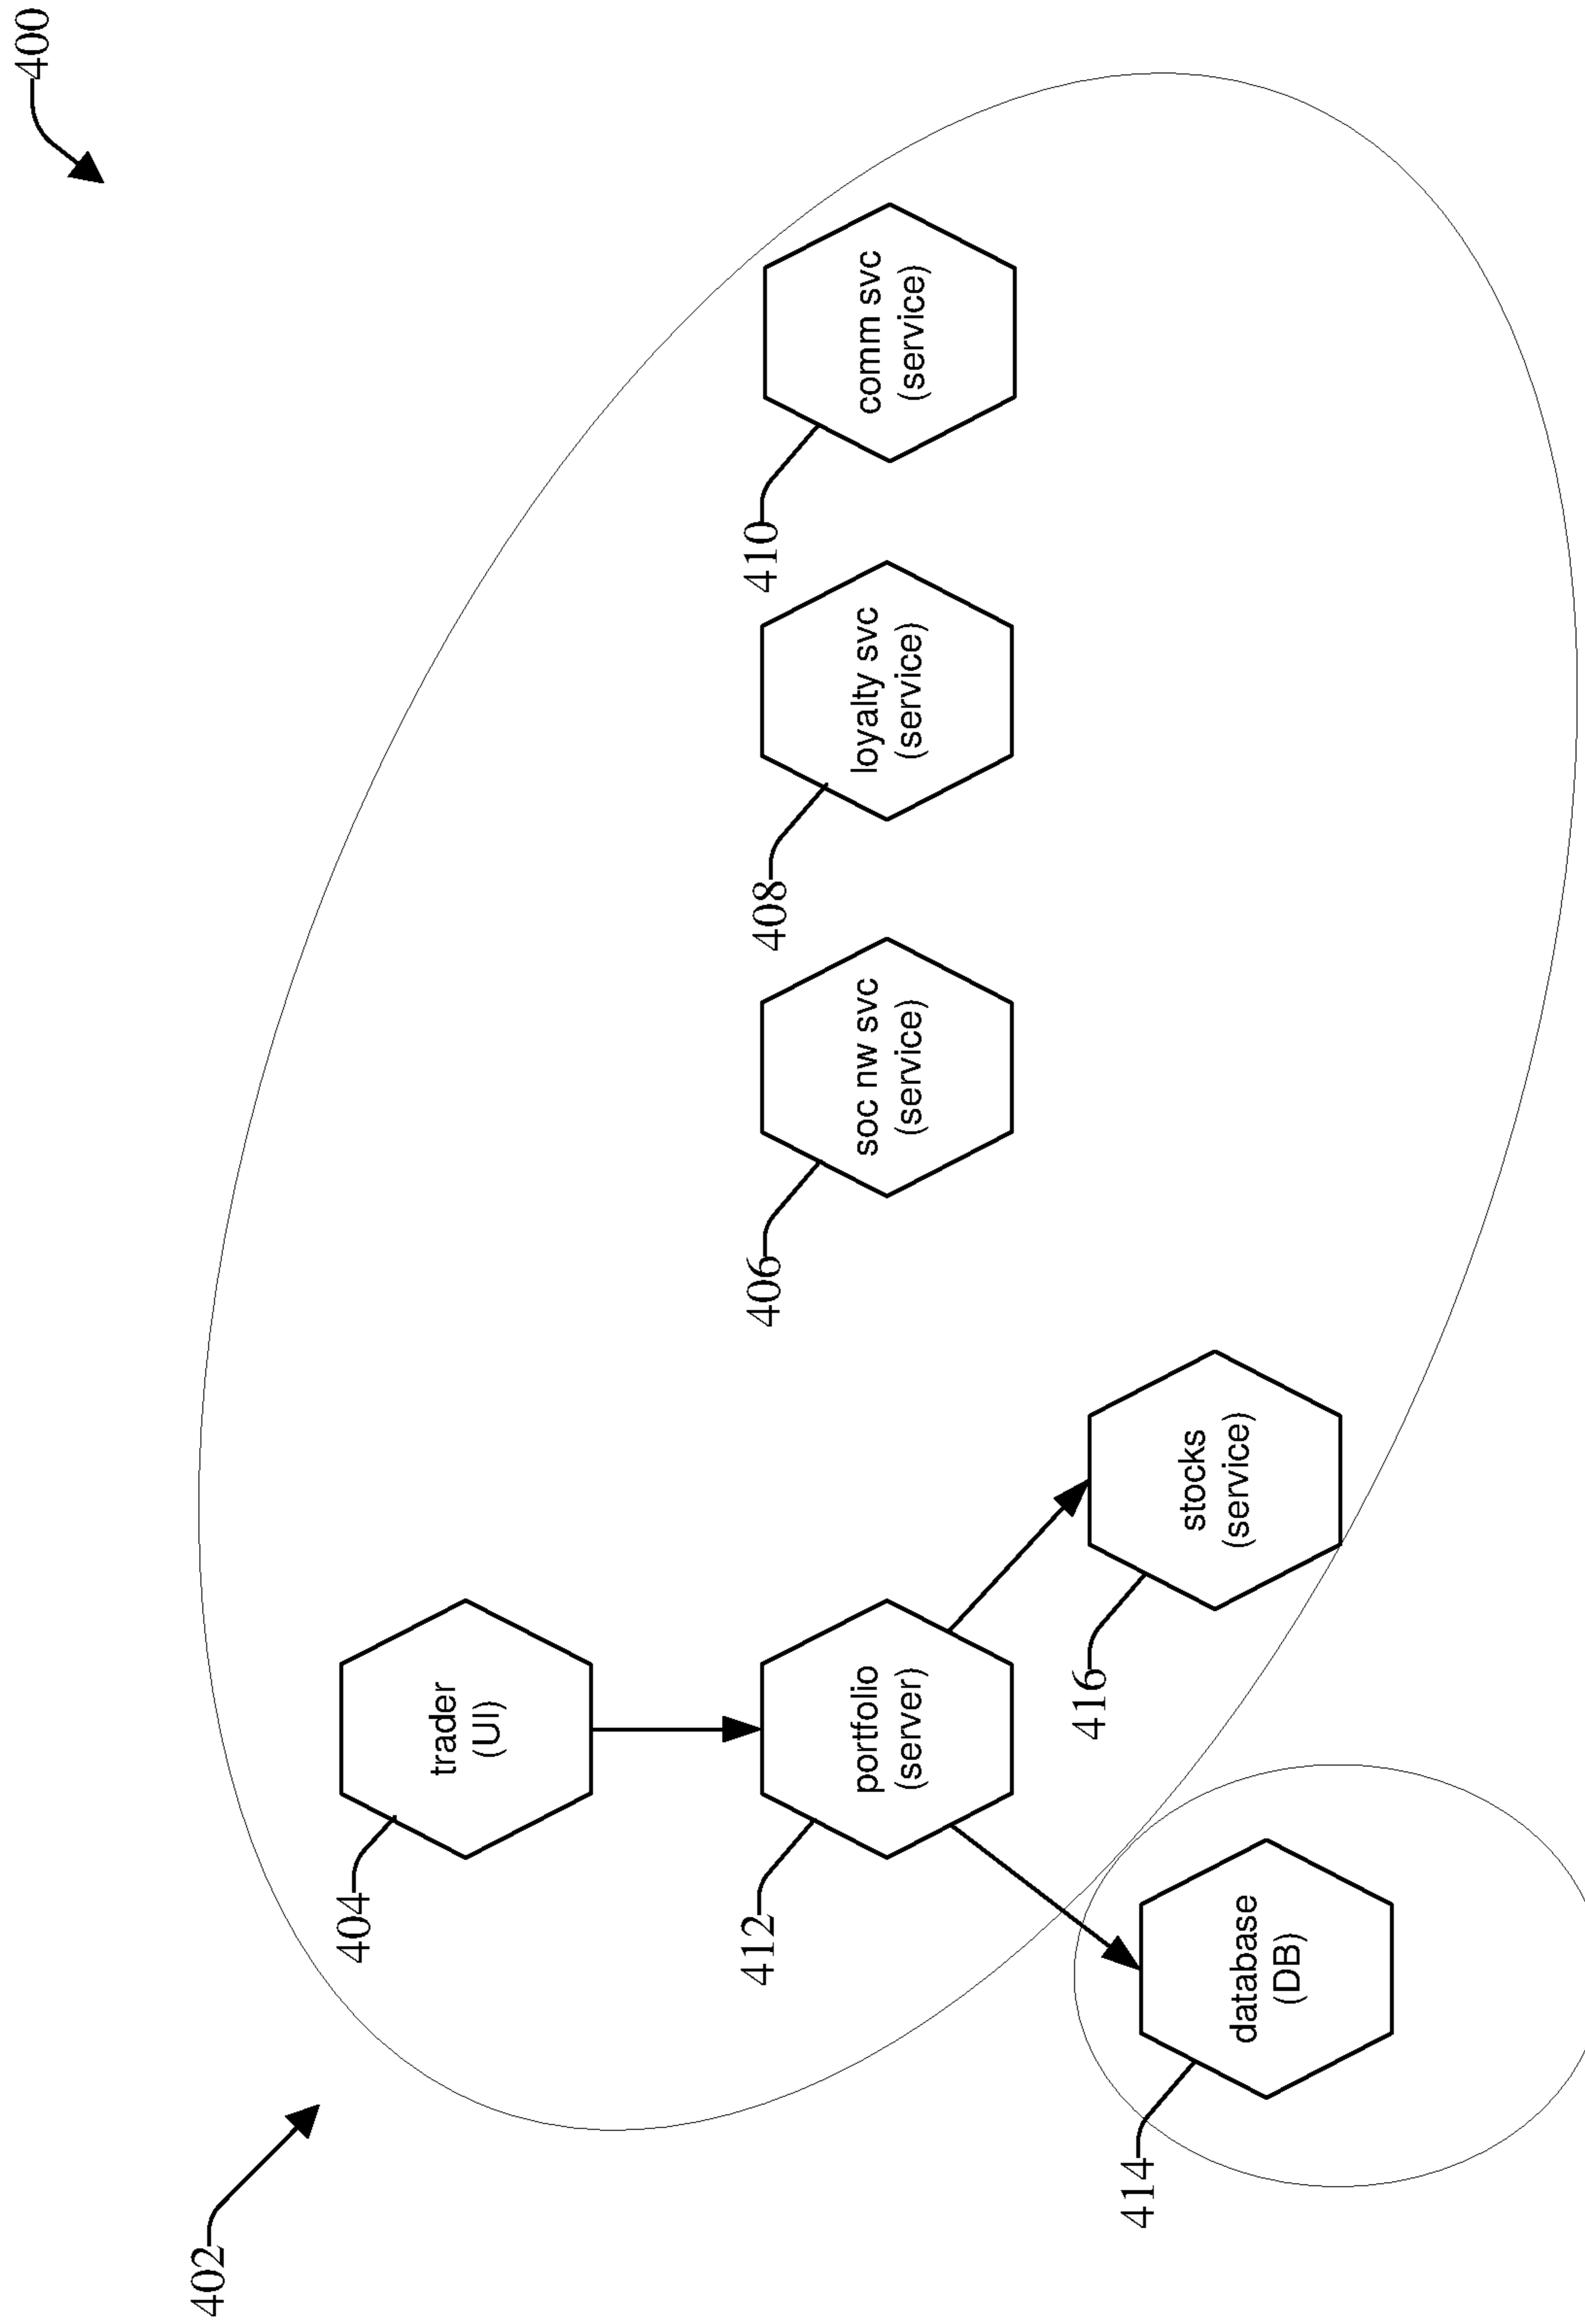 400
402
404
trader
(UI)
412
portfolio
(server)
406
soc nw svc
(service)
408
loyalty svc
(service)
410
comm svc
(service)
414
database
(DB)
416
stocks
(service)